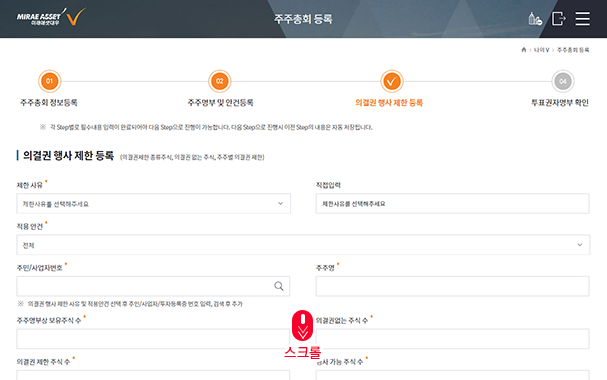 MIRAE ASSET
미래에셋대우
주주총회 등록
나의 V > 주주총회 등록
01
02
04
주주총회 정보등록
주주명부 및 안건등록
의결권 행사 제한 등록
투표권자명부 확인
※ 각 Step별로 필수내용 입력이 완료되어야 다음 Step으로 진행이 가능합니다. 다음 Step으로 진행시 이전 Step의 내용은 자동 저장됩니다.
의결권 행사 제한 등록 (의결권제한 종류주식, 의결권 없는 주식, 주주별 의결권 제한)
제한 사유 *
직접입력
제한사유를 선택해주세요
제한사유를 선택해주세요
적용 안건 *
전체
주민/사업자번호 *
주주명 *
※ 의결권 행사 제한 사유 및 적용안건 선택 후 주민/사업자/투자등록증 번호 입력, 검색 후 추가
주주명부상 보유주식 수 *
의결권없는 주식 수 *
스크롤
의결권 제한 주식 수 *
행사 가능 주식 수 *